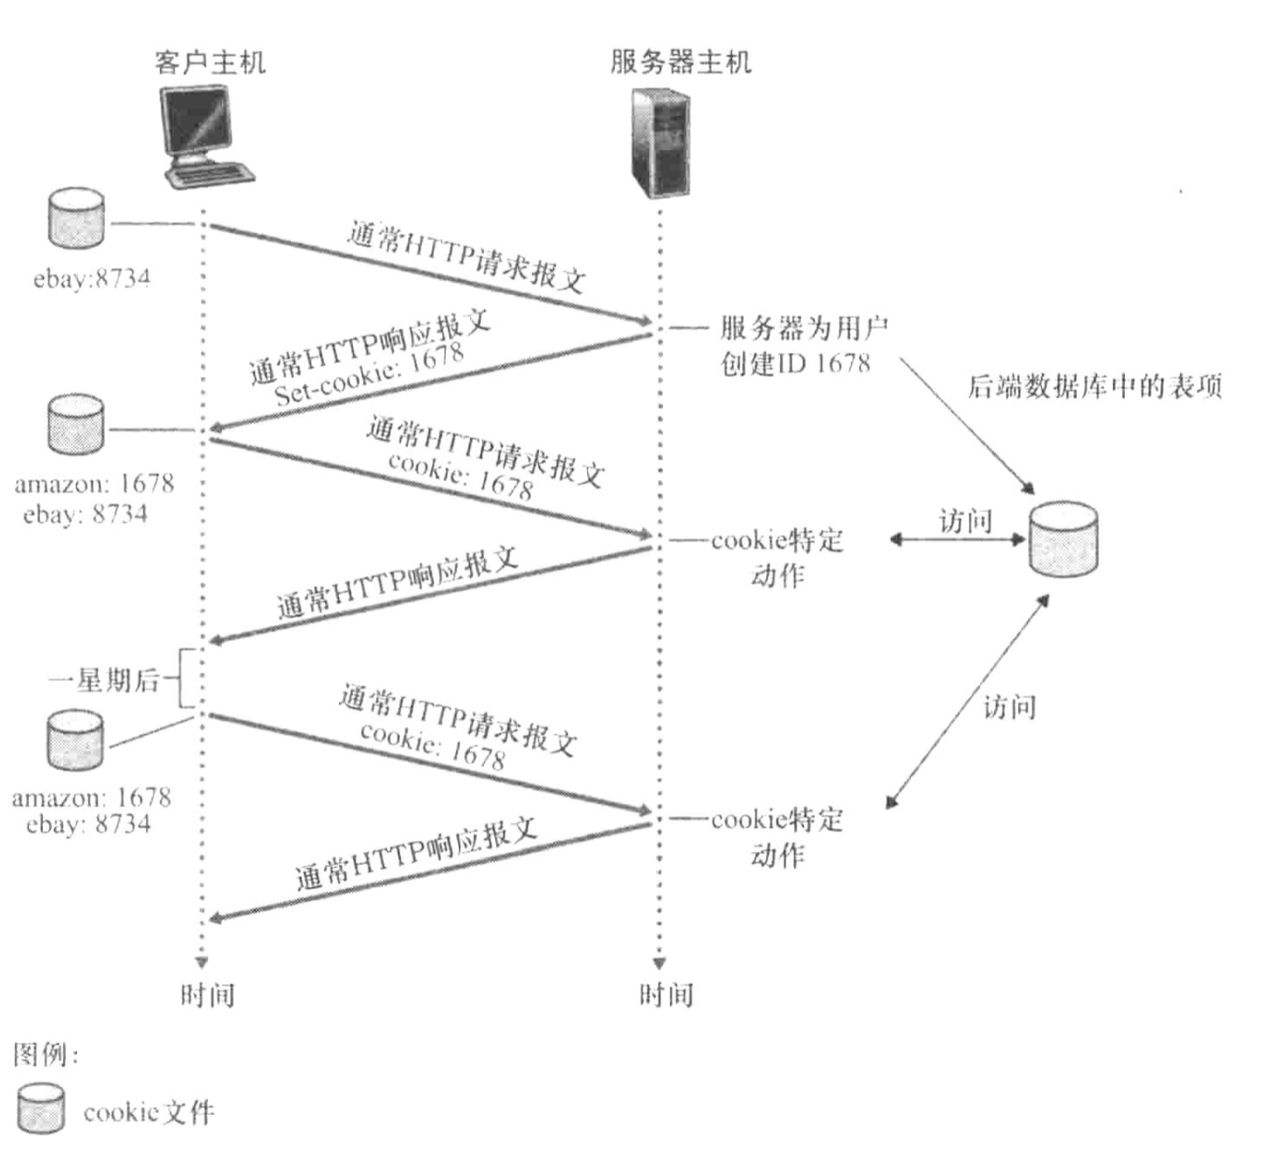 客户主机
服务器主机
通常HTTP请求报文
ebay:8734
服务器为用户
创建ID 1678
通常HTTP响应报文
Set-cookie: 1678
后端数据库中的表项
amazon: 1678
ebay: 8734
通常HTTP请求报文
cookie: 1678
访问
cookie特定
动作
通常HTTP响应报文
一星期后
访问
通常HTTP请求报文
cookie: 1678
amazon: 1678
ebay: 8734
cookie特定
动作
通常HTTP响应报文
时间
时间
图例:
cookie文件